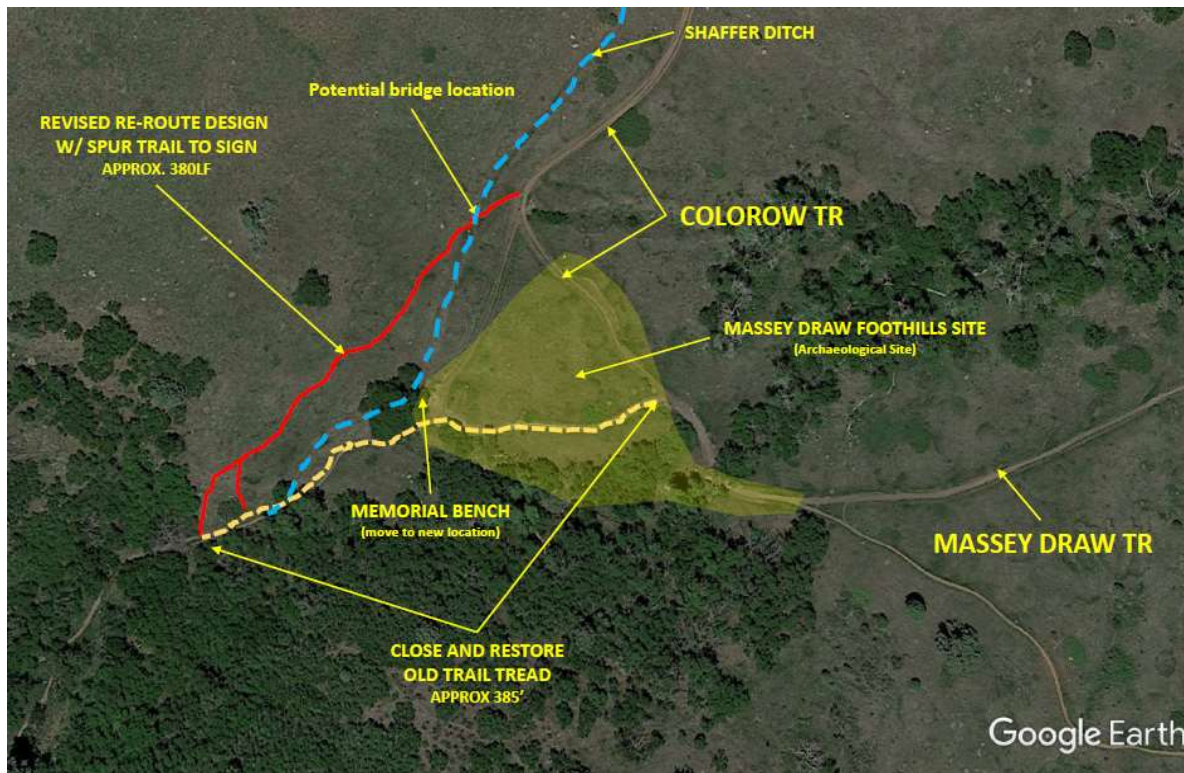 SHAFFER DITCH
Potential bridge location
REVISED RE-ROUTE DESIGN
W/ SPUR TRAIL TO SIGN
APPROX. 380LF
COLOROW TR
MASSEY DRAW FOOTHILLS SITE
(Archaeological Site)
MEMORIAL BENCH
(move to new location)
MASSEY DRAW TR
CLOSE AND RESTORE
OLD TRAIL TREAD
APPROX 385'
Google Earth